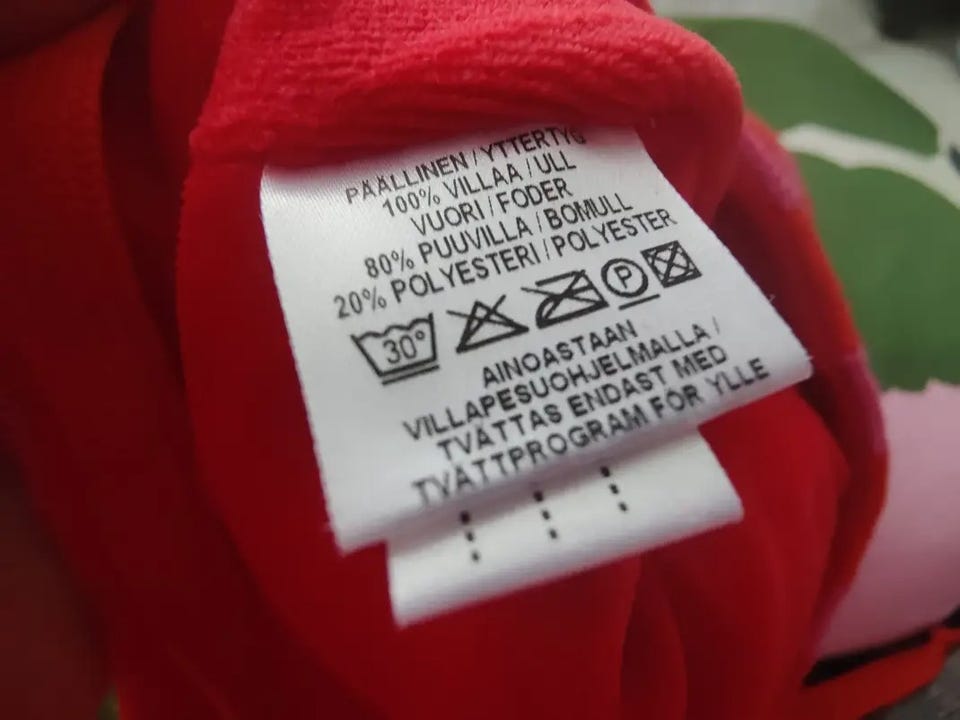 PÄÄLLINEN / YTTERTYG
100% VILLAA / ULL
VUORI / FODER
80% PUUVILLA / BOMULL
20% POLYESTERI / POLYESTER
30° P
AINOASTAAN
VILLAPESUOHJELMALLA /
TVÄTTAS ENDAST MED
TVÄTTPROGRAM FÖR YLLE